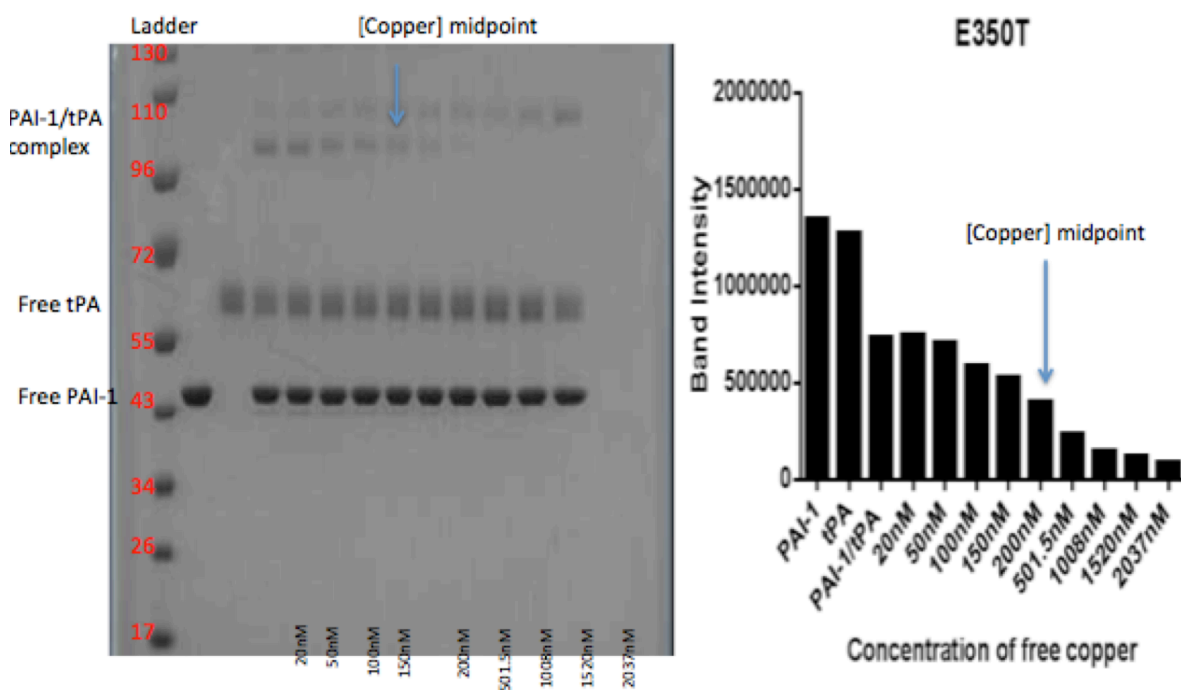 Ladder
[Copper] midpoint
130
110
PAI-1/tPA
complex
96
72
Free tPA
55
Free PAI-1
43
34
26
17
20nM
50nM
100nM
150nM
200nM
501.5nM
1008nM
1520nM
2037nM
E350T
2000000
1500000
1000000
500000
0
Band Intensity
[Copper] midpoint
PAI-1
tPA
PAI-1/tPA
20nM
50nM
100nM
150nM
200nM
501.5nM
1008nM
1520nM
2037nM
Concentration of free copper